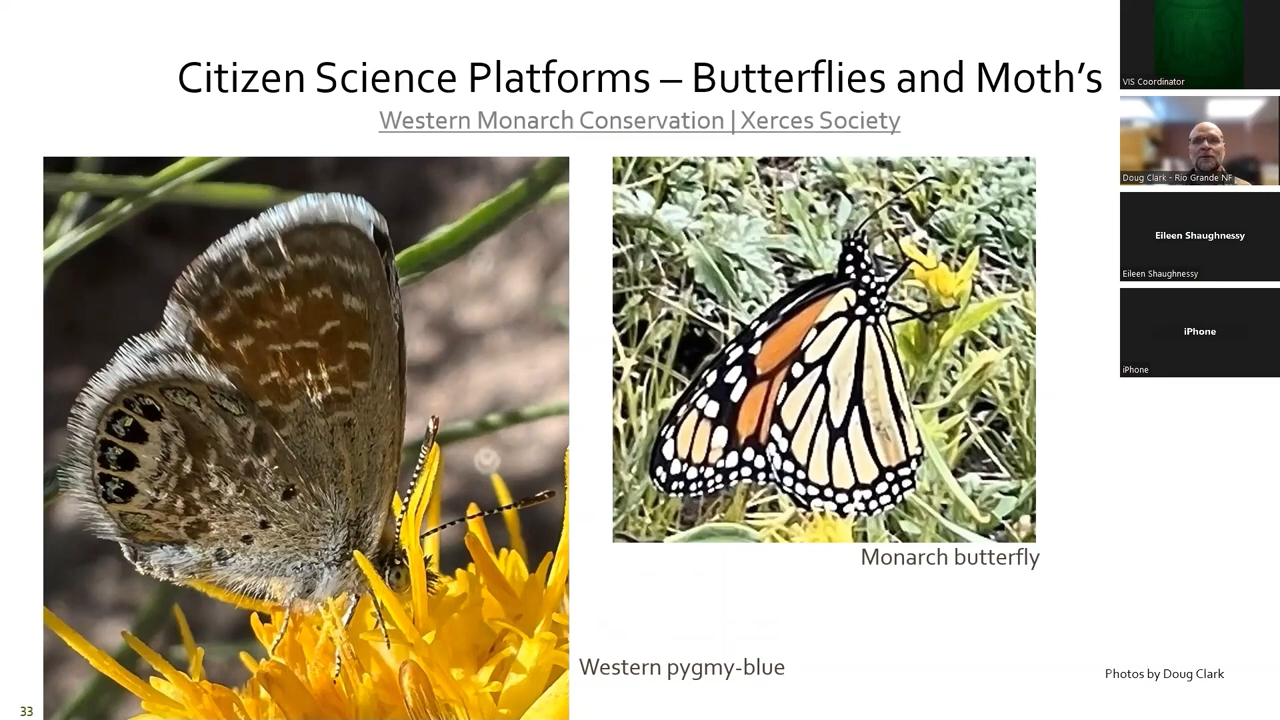 Citizen Science Platforms – Butterflies and Moth’s
Western Monarch Conservation | Xerces Society
Monarch butterfly
Western pygmy-blue
Photos by Doug Clark
33
VIS Coordinator
Doug Clark - Rio Grande NF
Eileen Shaughnessy
Eileen Shaughnessy
iPhone
iPhone